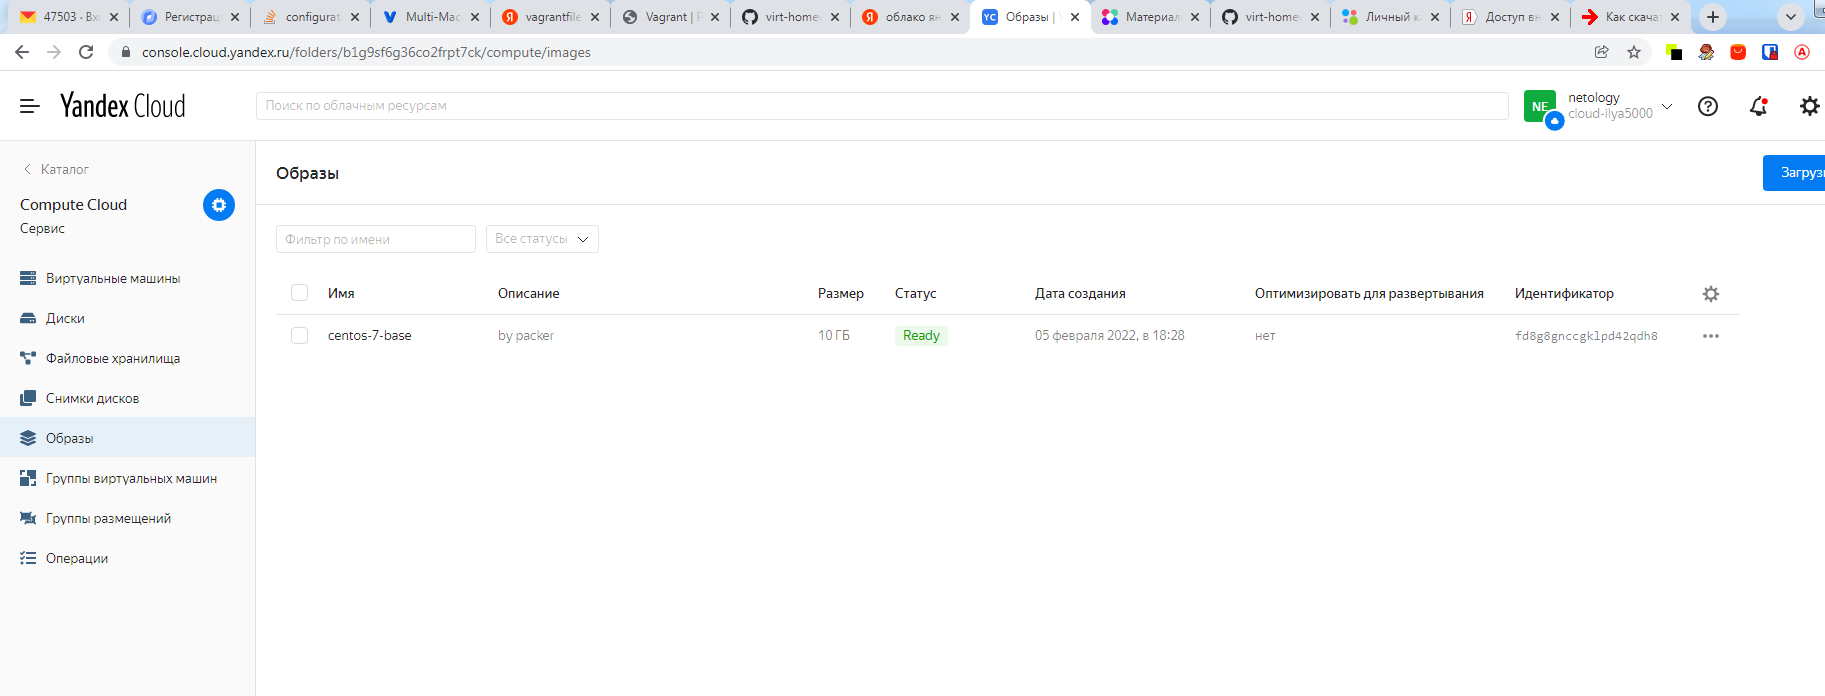 47503 · Вх
Регистрац
configurat
Multi-Mac
vagrantfile
Vagrant | P
virt-home
облако ян
Образы |
Материал
virt-home
Личный к
Доступ вн
Как скача
console.cloud.yandex.ru/folders/b1g9sf6g36co2frpt7ck/compute/images
Yandex Cloud
Поиск по облачным ресурсам
NE
netology
cloud-ilya5000
Каталог
Compute Cloud
Сервис
Виртуальные машины
Диски
Файловые хранилища
Снимки дисков
Образы
Группы виртуальных машин
Группы размещений
Операции
Образы
Загруз
Фильтр по имени
Все статусы
Имя Описание Размер Статус Дата создания Оптимизировать для развертывания Идентификатор
centos-7-base by packer 10 ГБ Ready 05 февраля 2022, в 18:28 нет fd8g8gnccgklpd42qdh8